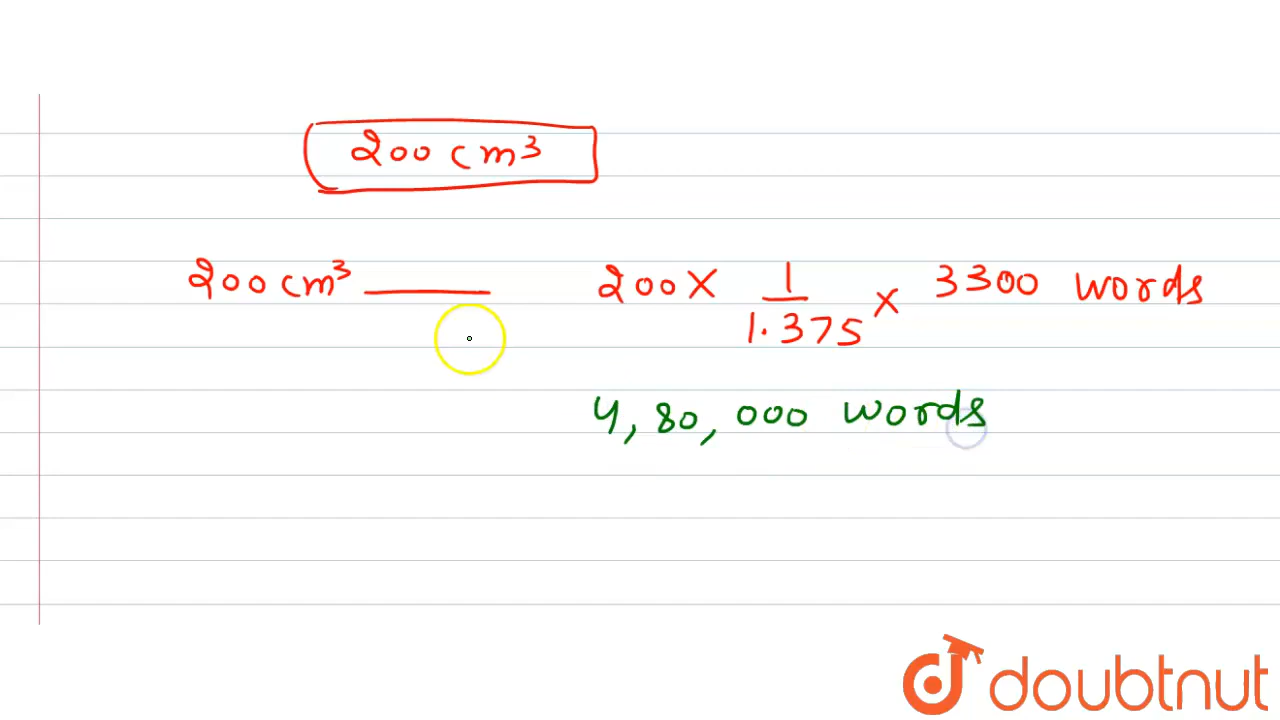 200 cm³
200 cm³ 200 X 1/1.375 X 3300 words
4, 80, 000 words
doubtnut